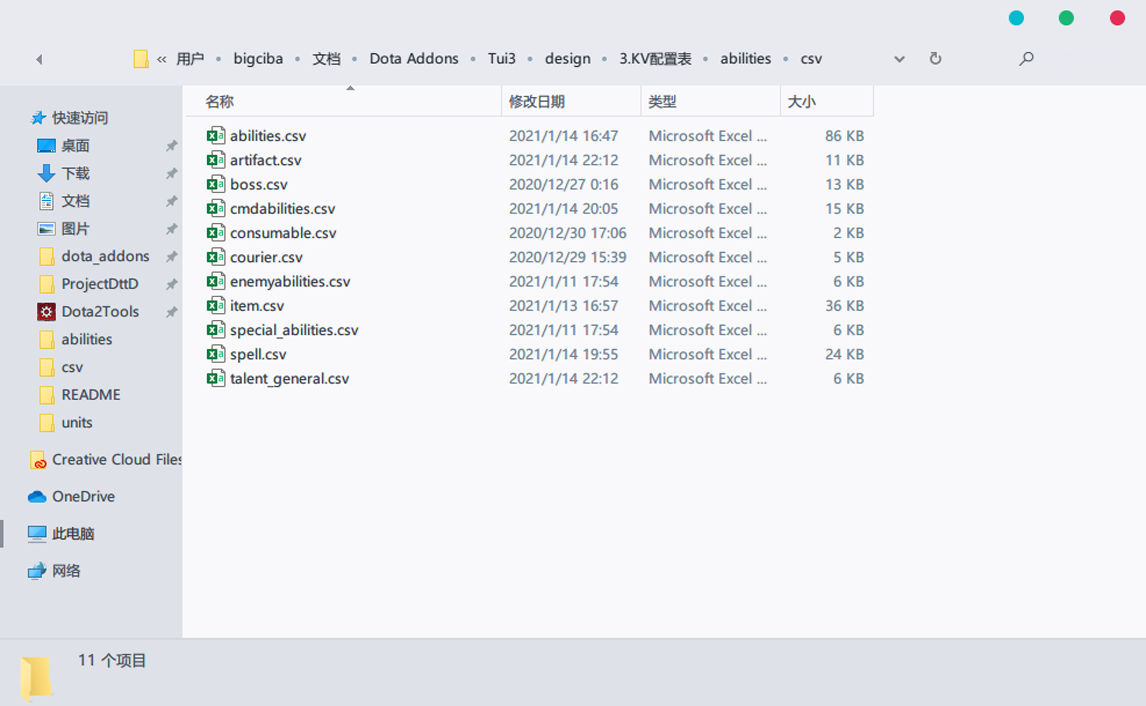 « 用户 • bigciba • 文档 • Dota Addons • Tui3 • design • 3.KV配置表 • abilities • csv
名称 修改日期 类型 大小
快速访问
桌面
下载
文档
图片
dota_addons
ProjectDttD
Dota2Tools
abilities
csv
README
units
Creative Cloud Files
OneDrive
此电脑
网络
abilities.csv 2021/1/14 16:47 Microsoft Excel ... 86 KB
artifact.csv 2021/1/14 22:12 Microsoft Excel ... 11 KB
boss.csv 2020/12/27 0:16 Microsoft Excel ... 13 KB
cmdabilities.csv 2021/1/14 20:05 Microsoft Excel ... 15 KB
consumable.csv 2020/12/30 17:06 Microsoft Excel ... 2 KB
courier.csv 2020/12/29 15:39 Microsoft Excel ... 5 KB
enemyabilities.csv 2021/1/11 17:54 Microsoft Excel ... 6 KB
item.csv 2021/1/13 16:57 Microsoft Excel ... 36 KB
special_abilities.csv 2021/1/11 17:54 Microsoft Excel ... 6 KB
spell.csv 2021/1/14 19:55 Microsoft Excel ... 24 KB
talent_general.csv 2021/1/14 22:12 Microsoft Excel ... 6 KB
11 个项目